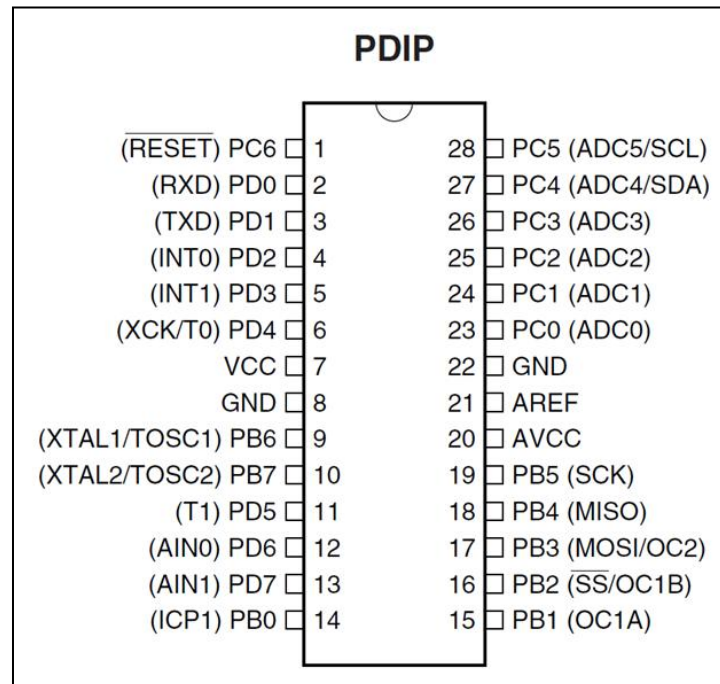 PDIP
(RESET) PC6 1 28 PC5 (ADC5/SCL)
(RXD) PD0 2 27 PC4 (ADC4/SDA)
(TXD) PD1 3 26 PC3 (ADC3)
(INT0) PD2 4 25 PC2 (ADC2)
(INT1) PD3 5 24 PC1 (ADC1)
(XCK/T0) PD4 6 23 PC0 (ADC0)
VCC 7 22 GND
GND 8 21 AREF
(XTAL1/TOSC1) PB6 9 20 AVCC
(XTAL2/TOSC2) PB7 10 19 PB5 (SCK)
(T1) PD5 11 18 PB4 (MISO)
(AIN0) PD6 12 17 PB3 (MOSI/OC2)
(AIN1) PD7 13 16 PB2 (SS/OC1B)
(ICP1) PB0 14 15 PB1 (OC1A)